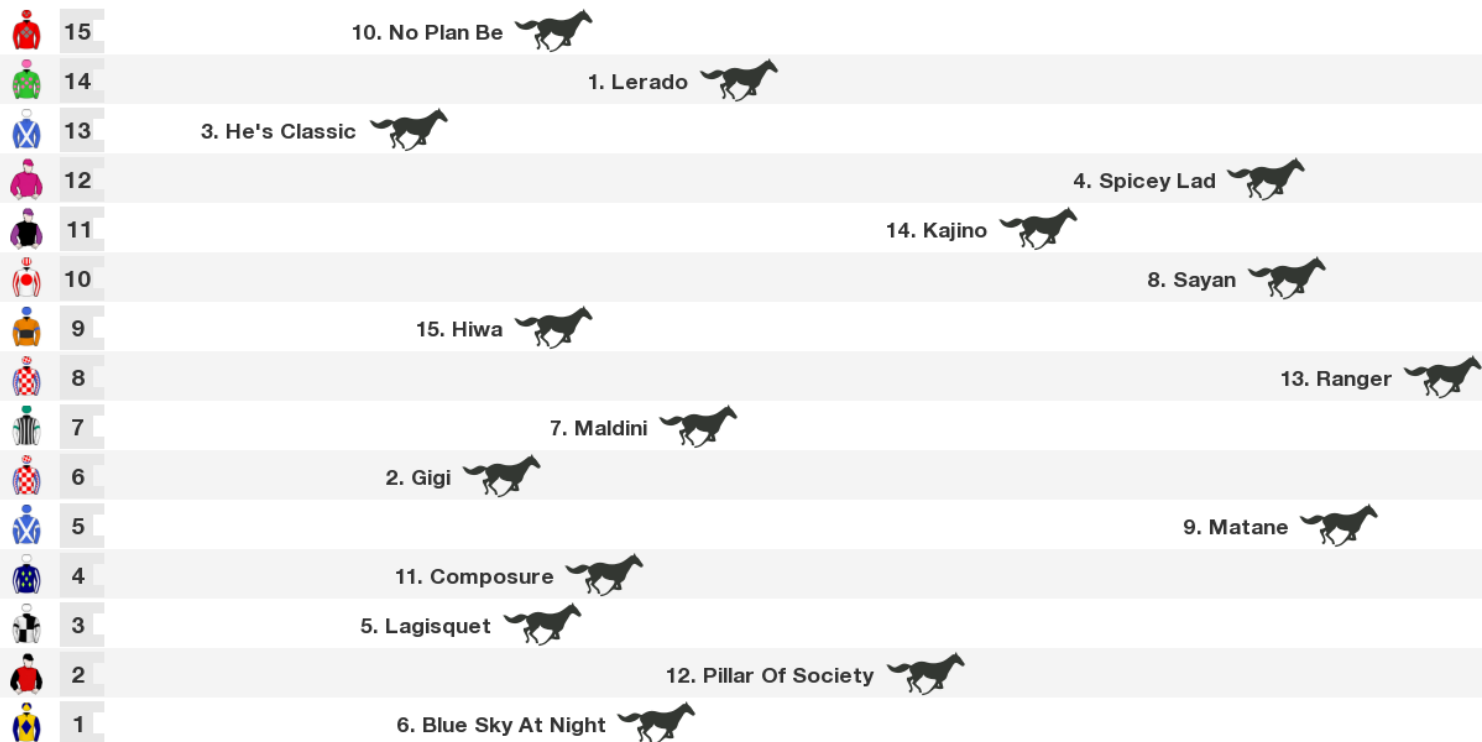 15 10. No Plan Be
14 1. Lerado
13 3. He's Classic
12 4. Spicey Lad
11 14. Kajino
10 8. Sayan
9 15. Hiwa
8 13. Ranger
7 7. Maldini
6 2. Gigi
5 9. Matane
4 11. Composure
3 5. Lagisquet
2 12. Pillar Of Society
1 6. Blue Sky At Night